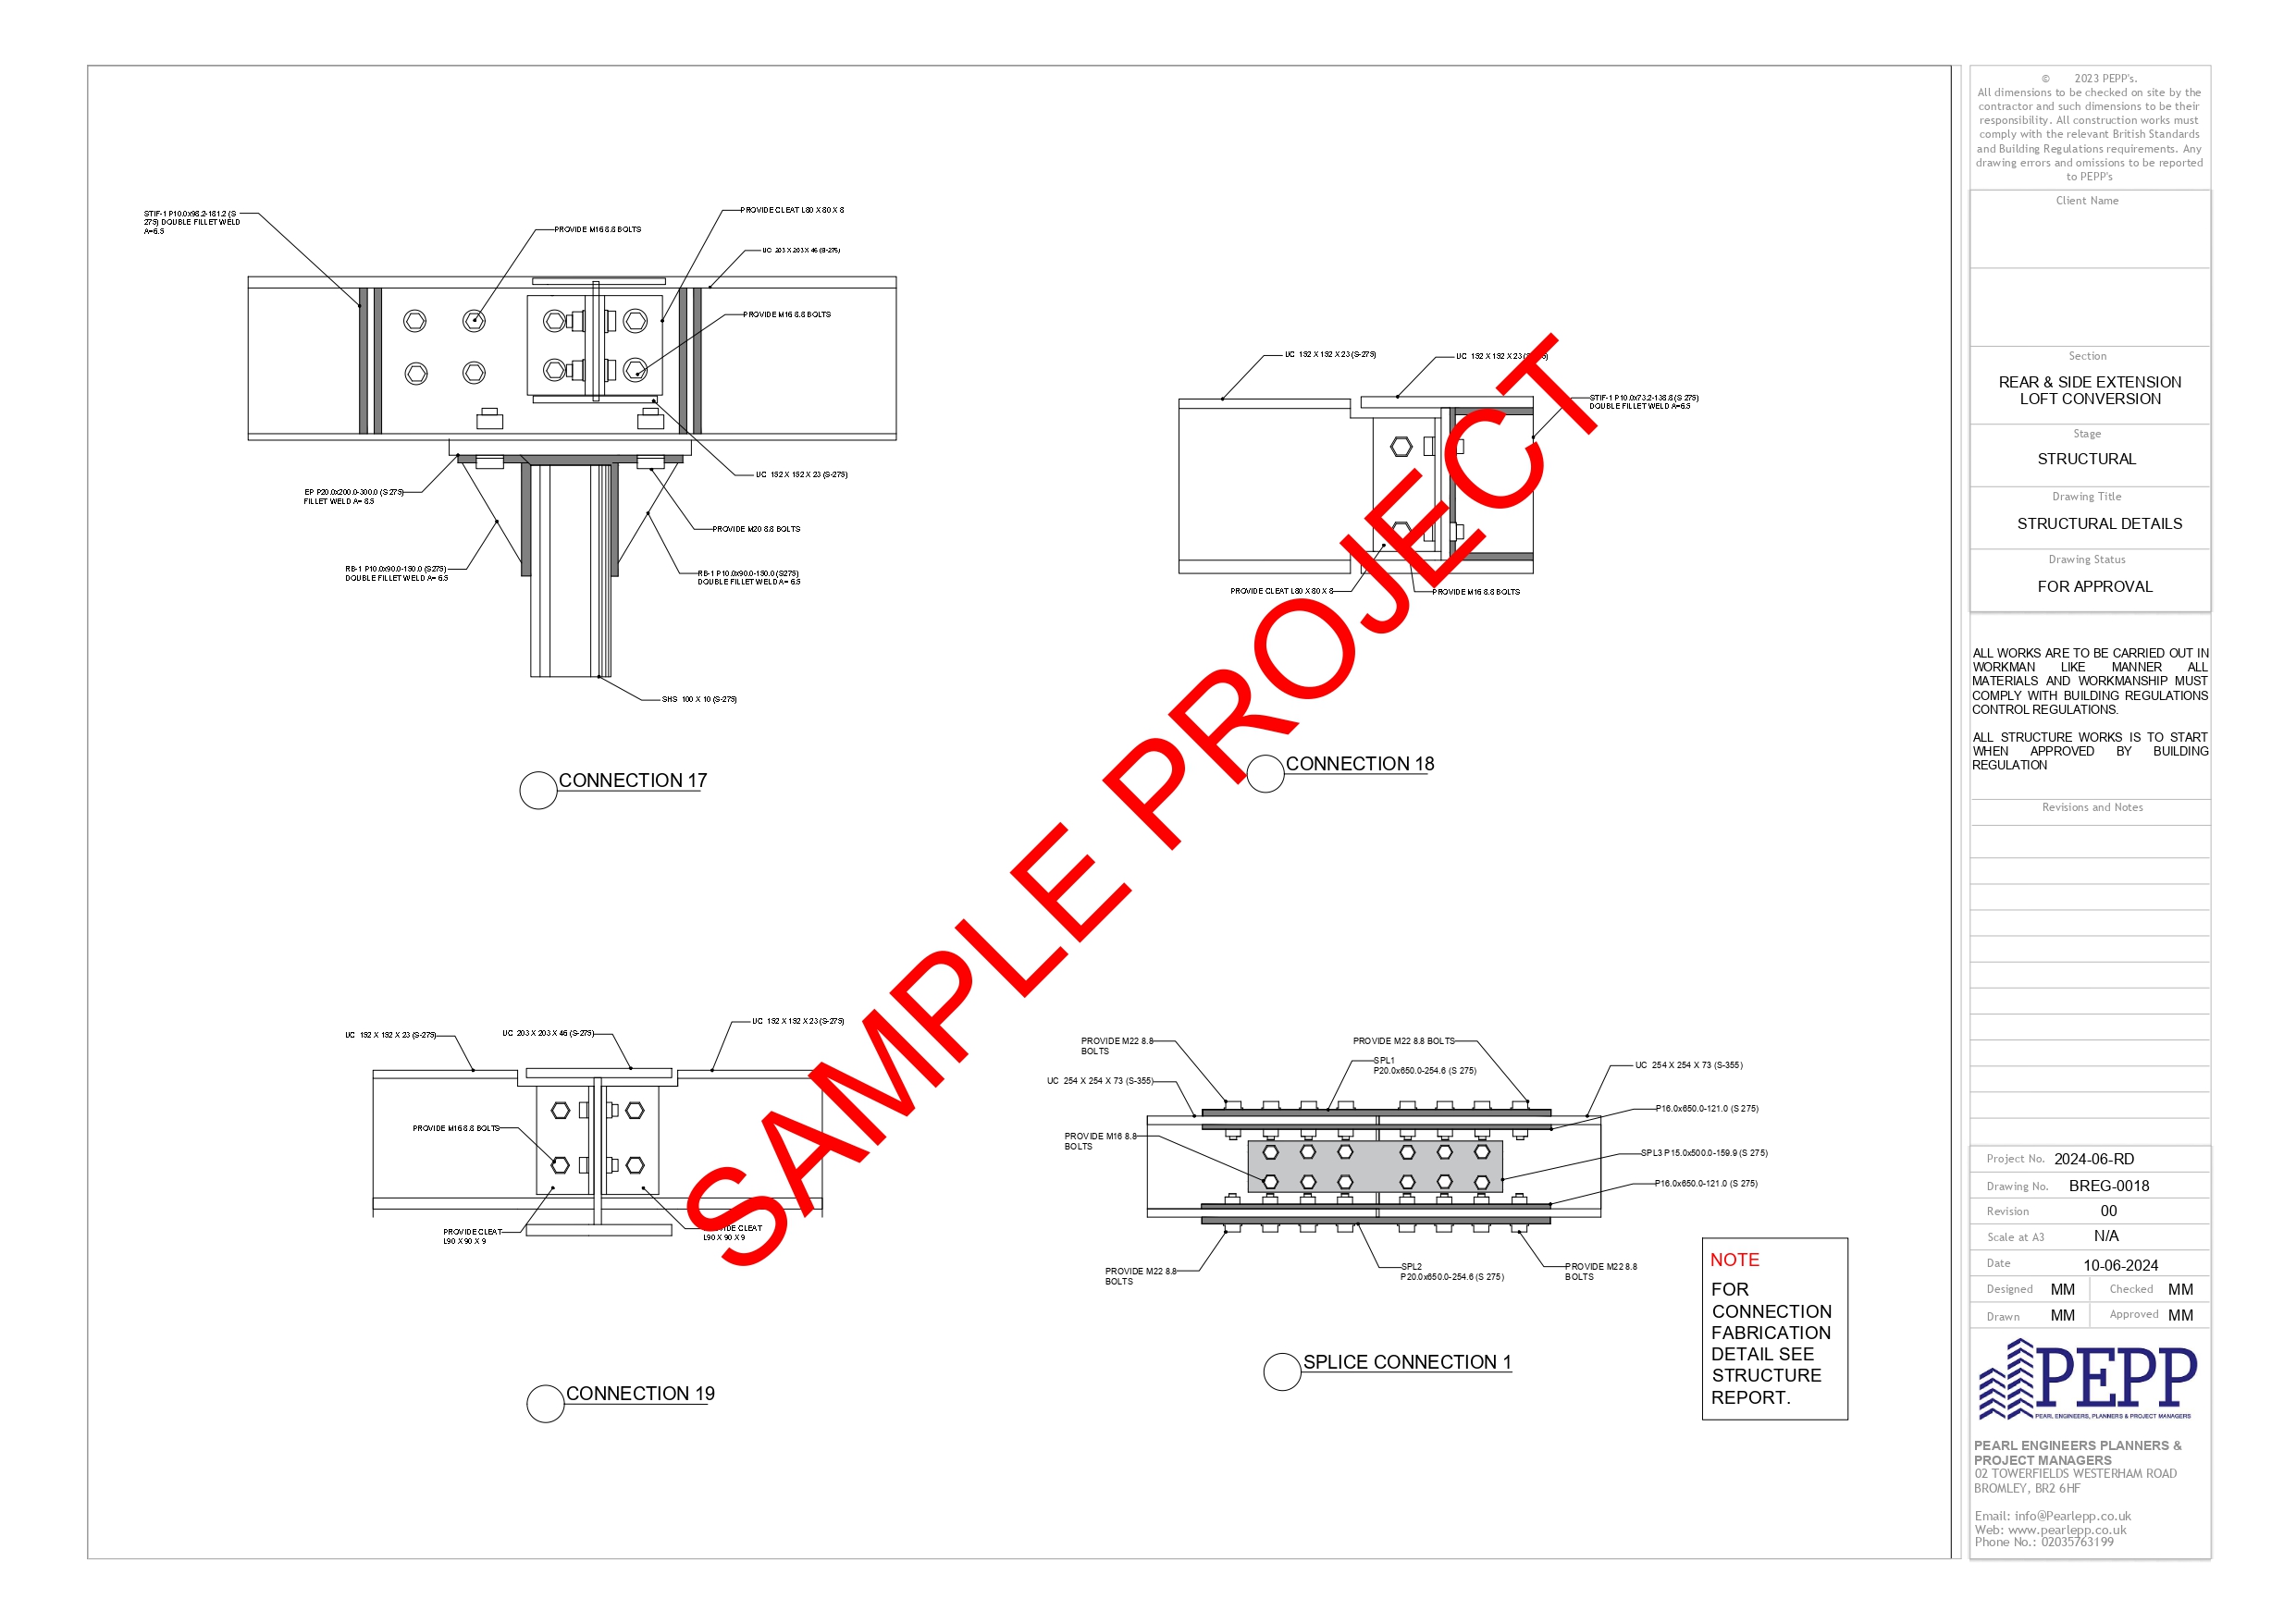 STIF-1 P10.0x98.2-181.2 (S
275) DOUBLE FILLET WELD
A=6.5
PROVIDE M16 8.8 BOLTS
PROVIDE CLEAT L80 X 80 X 8
UC 203 X 203 X 46 (S-275)
PROVIDE M16 8.8 BOLTS
UC 152 X 152 X 23 (S-275)
EP P20.0x200.0-300.0 (S 275)
FILLET WELD A= 8.5
PROVIDE M20 8.8 BOLTS
RB-1 P10.0x90.0-150.0 (S275)
DOUBLE FILLET WELD A= 6.5
RB-1 P10.0x90.0-150.0 (S275)
DOUBLE FILLET WELD A= 6.5
SHS 100 X 10 (S-275)
CONNECTION 17
UC 152 X 152 X 23 (S-275)
UC 152 X 152 X 23
STIF-1 P10.0x73.2-138.8 (S 275)
DOUBLE FILLET WELD A=6.5
PROVIDE CLEAT L80 X 80 X 8
PROVIDE M16 8.8 BOLTS
CONNECTION 18
SAMPLE PROJECT
UC 152 X 152 X 23 (S-275)
UC 203 X 203 X 46 (S-275)
UC 152 X 152 X 23 (S-275)
PROVIDE M16 8.8 BOLTS
PROVIDE CLEAT
L90 X 90 X 9
CLEAT
L90 X 90 X 9
CONNECTION 19
PROVIDE M22 8.8
BOLTS
PROVIDE M22 8.8 BOLTS
SPL1
P20.0x650.0-254.6 (S 275)
UC 254 X 254 X 73 (S-355)
UC 254 X 254 X 73 (S-355)
P16.0x650.0-121.0 (S 275)
PROVIDE M16 8.8
BOLTS
SPL3 P15.0x500.0-159.9 (S 275)
P16.0x650.0-121.0 (S 275)
PROVIDE M22 8.8
BOLTS
SPL2
P20.0x650.0-254.6 (S 275)
PROVIDE M22 8.8
BOLTS
SPLICE CONNECTION 1
NOTE
FOR
CONNECTION
FABRICATION
DETAIL SEE
STRUCTURE
REPORT.
© 2023 PEPP's.
All dimensions to be checked on site by the
contractor and such dimensions to be their
responsibility. All construction works must
comply with the relevant British Standards
and Building Regulations requirements. Any
drawing errors and omissions to be reported
to PEPP's
Client Name
Section
REAR & SIDE EXTENSION
LOFT CONVERSION
Stage
STRUCTURAL
Drawing Title
STRUCTURAL DETAILS
Drawing Status
FOR APPROVAL
ALL WORKS ARE TO BE CARRIED OUT IN
WORKMAN LIKE MANNER ALL
MATERIALS AND WORKMANSHIP MUST
COMPLY WITH BUILDING REGULATIONS
CONTROL REGULATIONS.
ALL STRUCTURE WORKS IS TO START
WHEN APPROVED BY BUILDING
REGULATION
Revisions and Notes
Project No. 2024-06-RD
Drawing No. BREG-0018
Revision 00
Scale at A3 N/A
Date 10-06-2024
Designed MM Checked MM
Drawn MM Approved MM
PEPP
PEARL ENGINEERS, PLANNERS & PROJECT MANAGERS
PEARL ENGINEERS PLANNERS &
PROJECT MANAGERS
02 TOWERFIELDS WESTERHAM ROAD
BROMLEY, BR2 6HF
Email: info@Pearlepp.co.uk
Web: www.pearlepp.co.uk
Phone No.: 02035763199